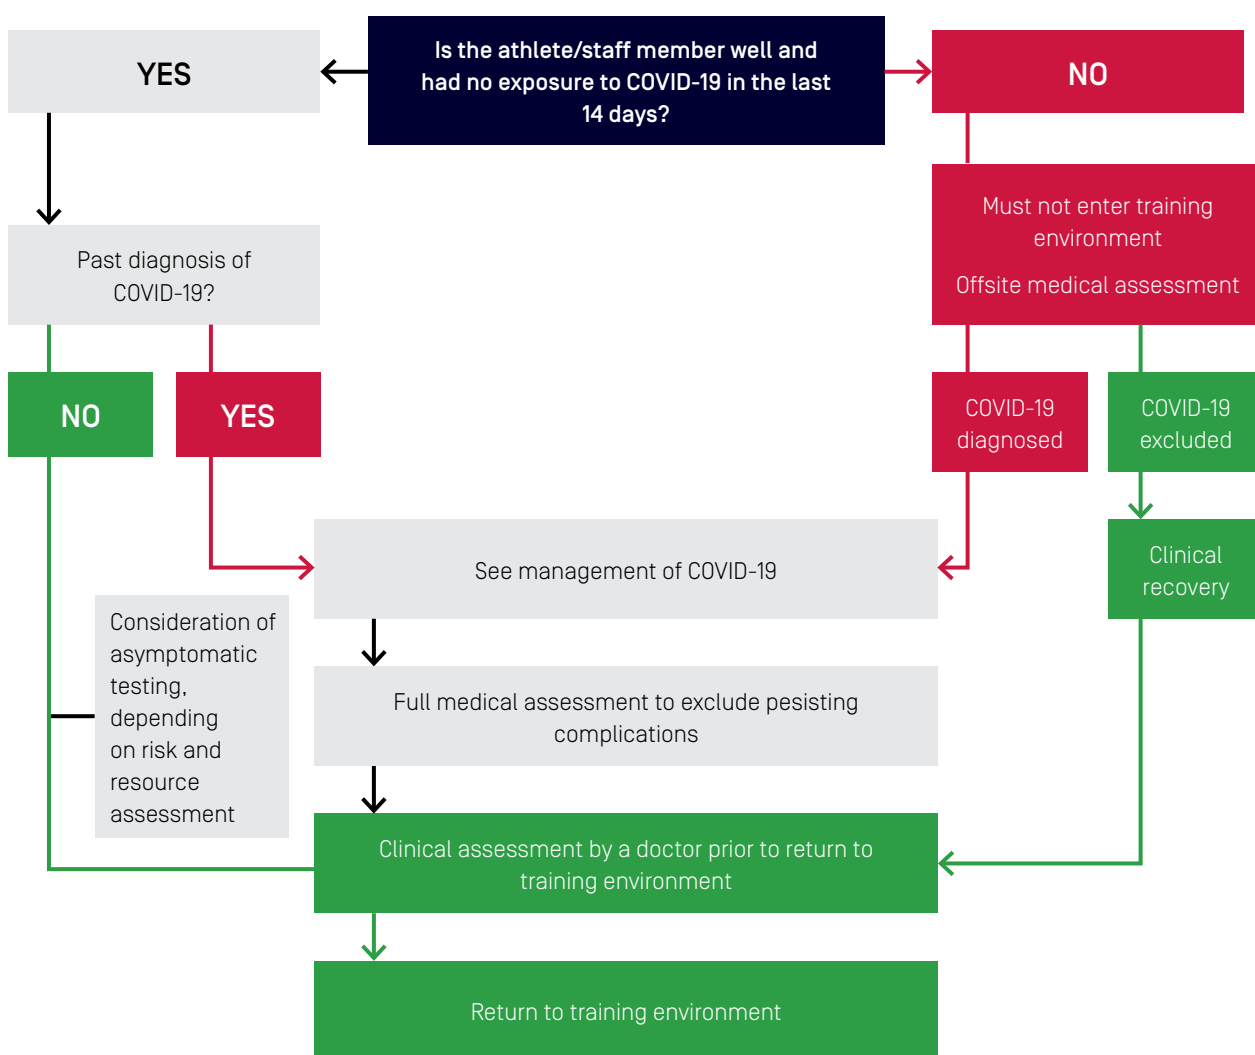 Is the athlete/staff member well and
had no exposure to COVID-19 in the last
14 days?
YES
NO
Must not enter training
environment
Offsite medical assessment
Past diagnosis of
COVID-19?
NO
YES
COVID-19
diagnosed
COVID-19
excluded
See management of COVID-19
Clinical
recovery
Consideration of
asymptomatic
testing,
depending
on risk and
resource
assessment
Full medical assessment to exclude pesisting
complications
Clinical assessment by a doctor prior to return to
training environment
Return to training environment